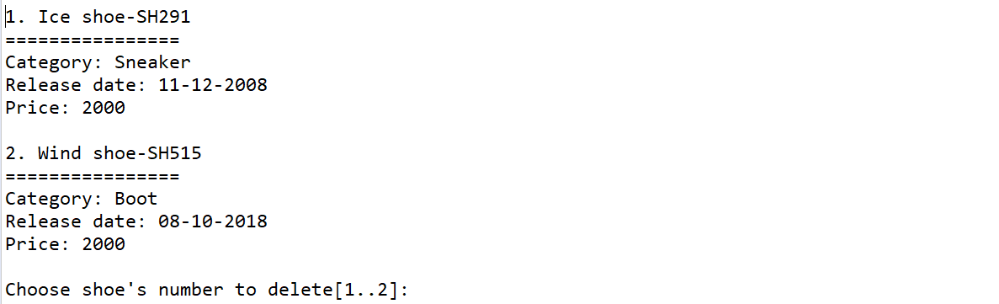 1. Ice shoe-SH291
================
Category: Sneaker
Release date: 11-12-2008
Price: 2000
2. Wind shoe-SH515
================
Category: Boot
Release date: 08-10-2018
Price: 2000
Choose shoe's number to delete[1..2]: